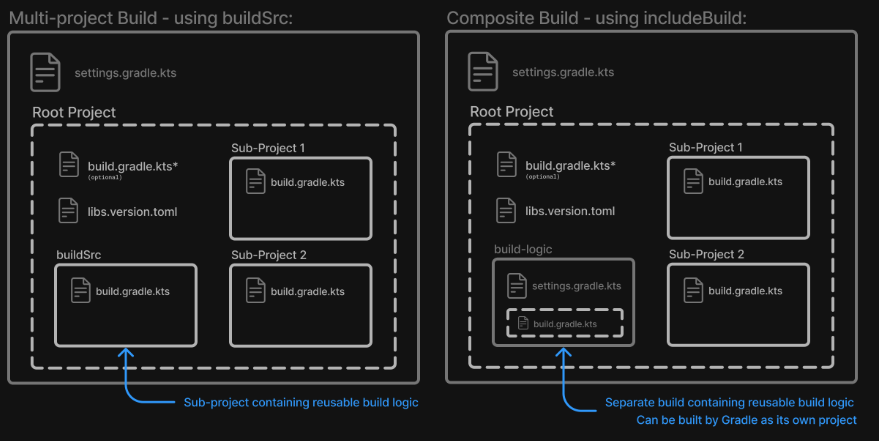 Multi-project Build - using buildSrc:
settings.gradle.kts
Root Project
build.gradle.kts*
(optional)
libs.version.toml
Sub-Project 1
build.gradle.kts
buildSrc
build.gradle.kts
Sub-Project 2
build.gradle.kts
Sub-project containing reusable build logic
Composite Build - using includeBuild:
settings.gradle.kts
Root Project
build.gradle.kts*
(optional)
libs.version.toml
Sub-Project 1
build.gradle.kts
build-logic
settings.gradle.kts
build.gradle.kts
Sub-Project 2
build.gradle.kts
Separate build containing reusable build logic
Can be built by Gradle as its own project